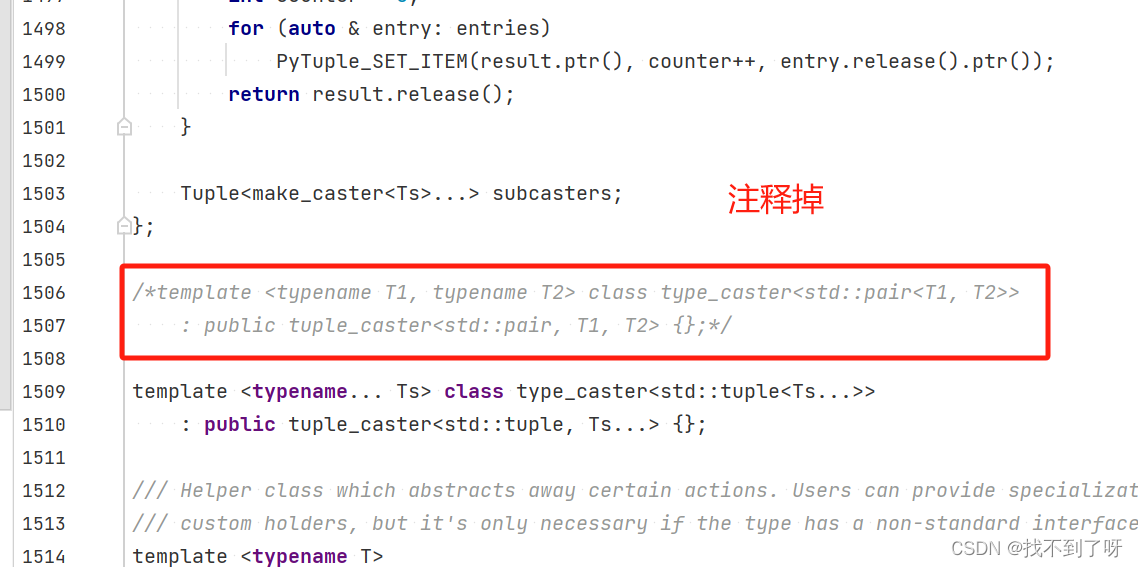 1498 for (auto & entry: entries)
1499 PyTuple_SET_ITEM(result.ptr(), counter++, entry.release().ptr());
1500 return result.release();
1501 }
1502
1503 Tuple<make_caster<Ts>...> subcasters; 注释掉
1504 };
1505
1506 /*template <typename T1, typename T2> class type_caster<std::pair<T1, T2>>
1507 : public tuple_caster<std::pair, T1, T2> {};*/
1508
1509 template <typename... Ts> class type_caster<std::tuple<Ts...>>
1510 : public tuple_caster<std::tuple, Ts...> {};
1511
1512 /// Helper class which abstracts away certain actions. Users can provide specializat
1513 /// custom holders, but it's only necessary if the type has a non-standard interface
1514 template <typename T>
CSDN @找不到了呀